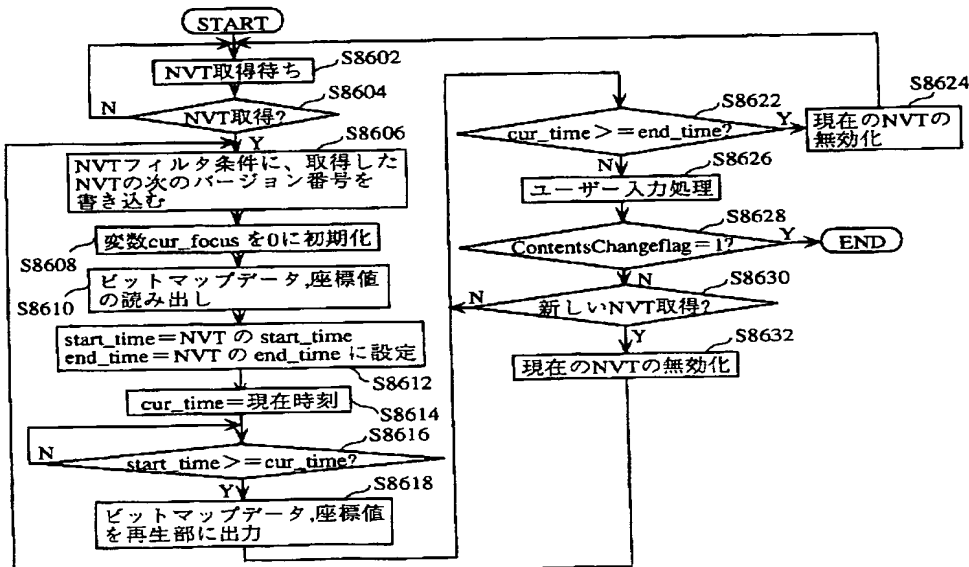 START
NVT取得待ち
S8602
S8604
N
NVT取得?
Y
S8606
NVTフィルタ条件に、取得した
NVTの次のバージョン番号を
書き込む
変数cur_focus を0に初期化
S8608
ビットマップデータ,座標値
の読み出し
S8610
start_time=NVT の start_time
end_time=NVT の end_time に設定
S8612
cur_time=現在時刻
S8614
S8616
N
start_time>=cur_time?
Y
S8618
ビットマップデータ,座標値
を再生部に出力
S8622
cur_time>=end_time?
Y
S8624
現在のNVTの
無効化
N
S8626
ユーザー入力処理
S8628
ContentsChangeflag=1?
Y
END
N
S8630
新しいNVT取得?
N
Y
S8632
現在のNVTの無効化